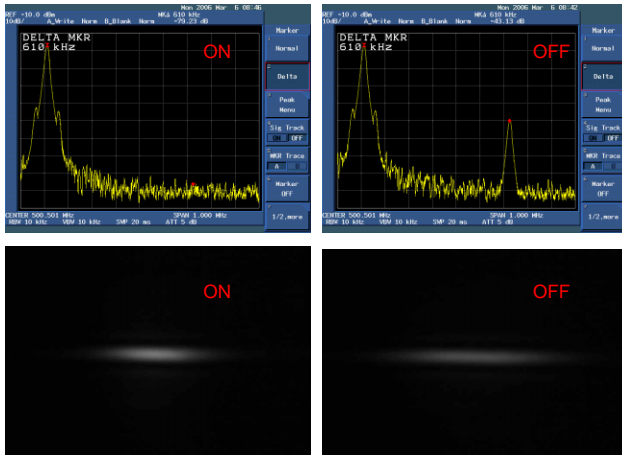 Mon 2006 Mar 6 08:46
REF -10.0 dBm MKΔ 610 kHz
10dB/ A_Write Norm B_Blank Norm -79.23 dB
DELTA MKR
610 kHz
ON
CENTER 500.501 MHz SPAN 1.000 MHz
RBW 10 kHz VBW 10 kHz SWP 20 ms ATT 5 dB
Marker
Normal
Delta
Peak
Menu
Sig Track
ON OFF
MKR Trace
A
Marker
OFF
1/2,more
Mon 2006 Mar 6 08:42
REF -10.0 dBm MKΔ 610 kHz
10dB/ A_Write Norm B_Blank Norm -43.13 dB
DELTA MKR
610 kHz
OFF
CENTER 500.501 MHz SPAN 1.000 MHz
RBW 10 kHz VBW 10 kHz SWP 20 ms ATT 5 dB
Marker
Normal
Delta
Peak
Menu
Sig Track
ON OFF
MKR Trace
A
Marker
OFF
1/2,more
ON
OFF